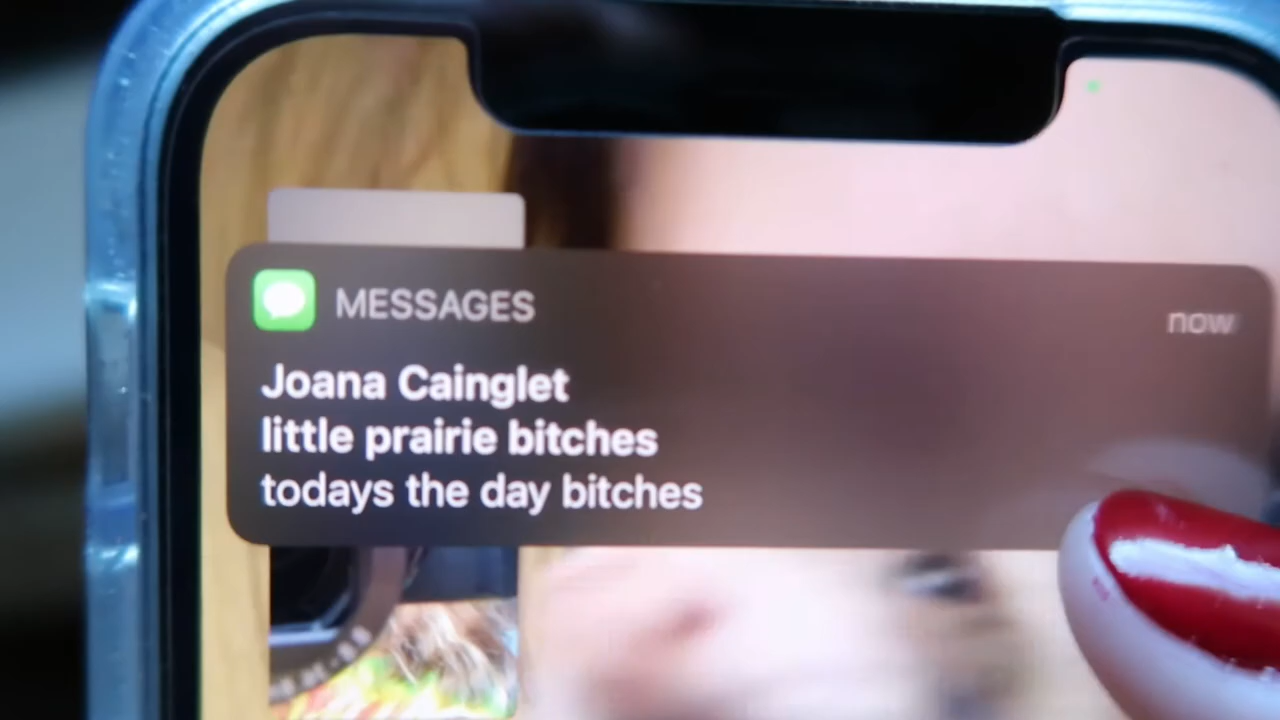 MESSAGES
now
Joana Cainglet
little prairie bitches
todays the day bitches